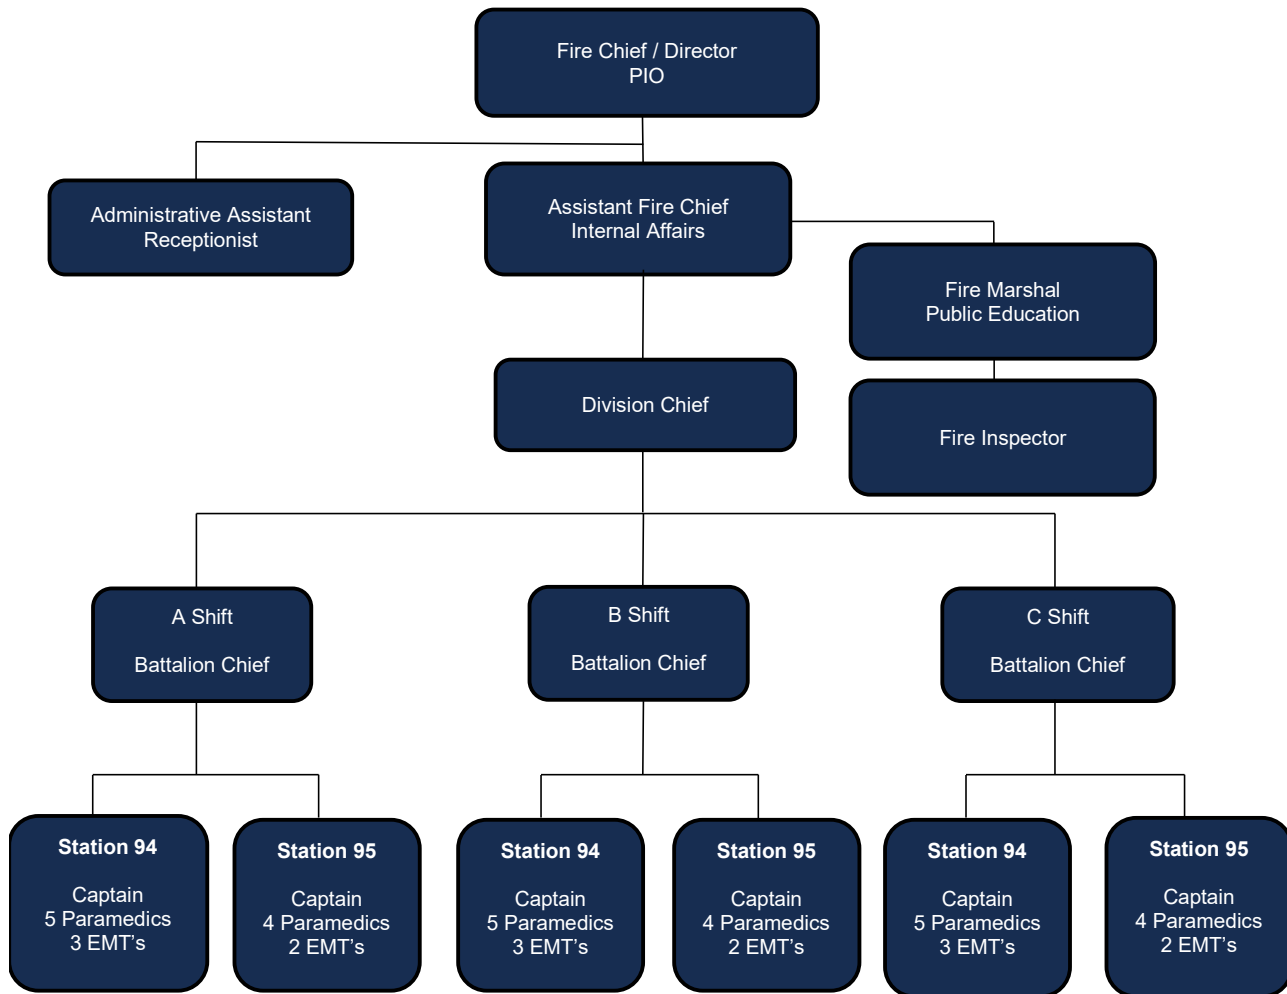 Fire Chief / Director
PIO
Administrative Assistant
Receptionist
Assistant Fire Chief
Internal Affairs
Fire Marshal
Public Education
Division Chief
Fire Inspector
A Shift
Battalion Chief
B Shift
Battalion Chief
C Shift
Battalion Chief
Station 94
Captain
5 Paramedics
3 EMT’s
Station 95
Captain
4 Paramedics
2 EMT’s
Station 94
Captain
5 Paramedics
3 EMT’s
Station 95
Captain
4 Paramedics
2 EMT’s
Station 94
Captain
5 Paramedics
3 EMT’s
Station 95
Captain
4 Paramedics
2 EMT’s